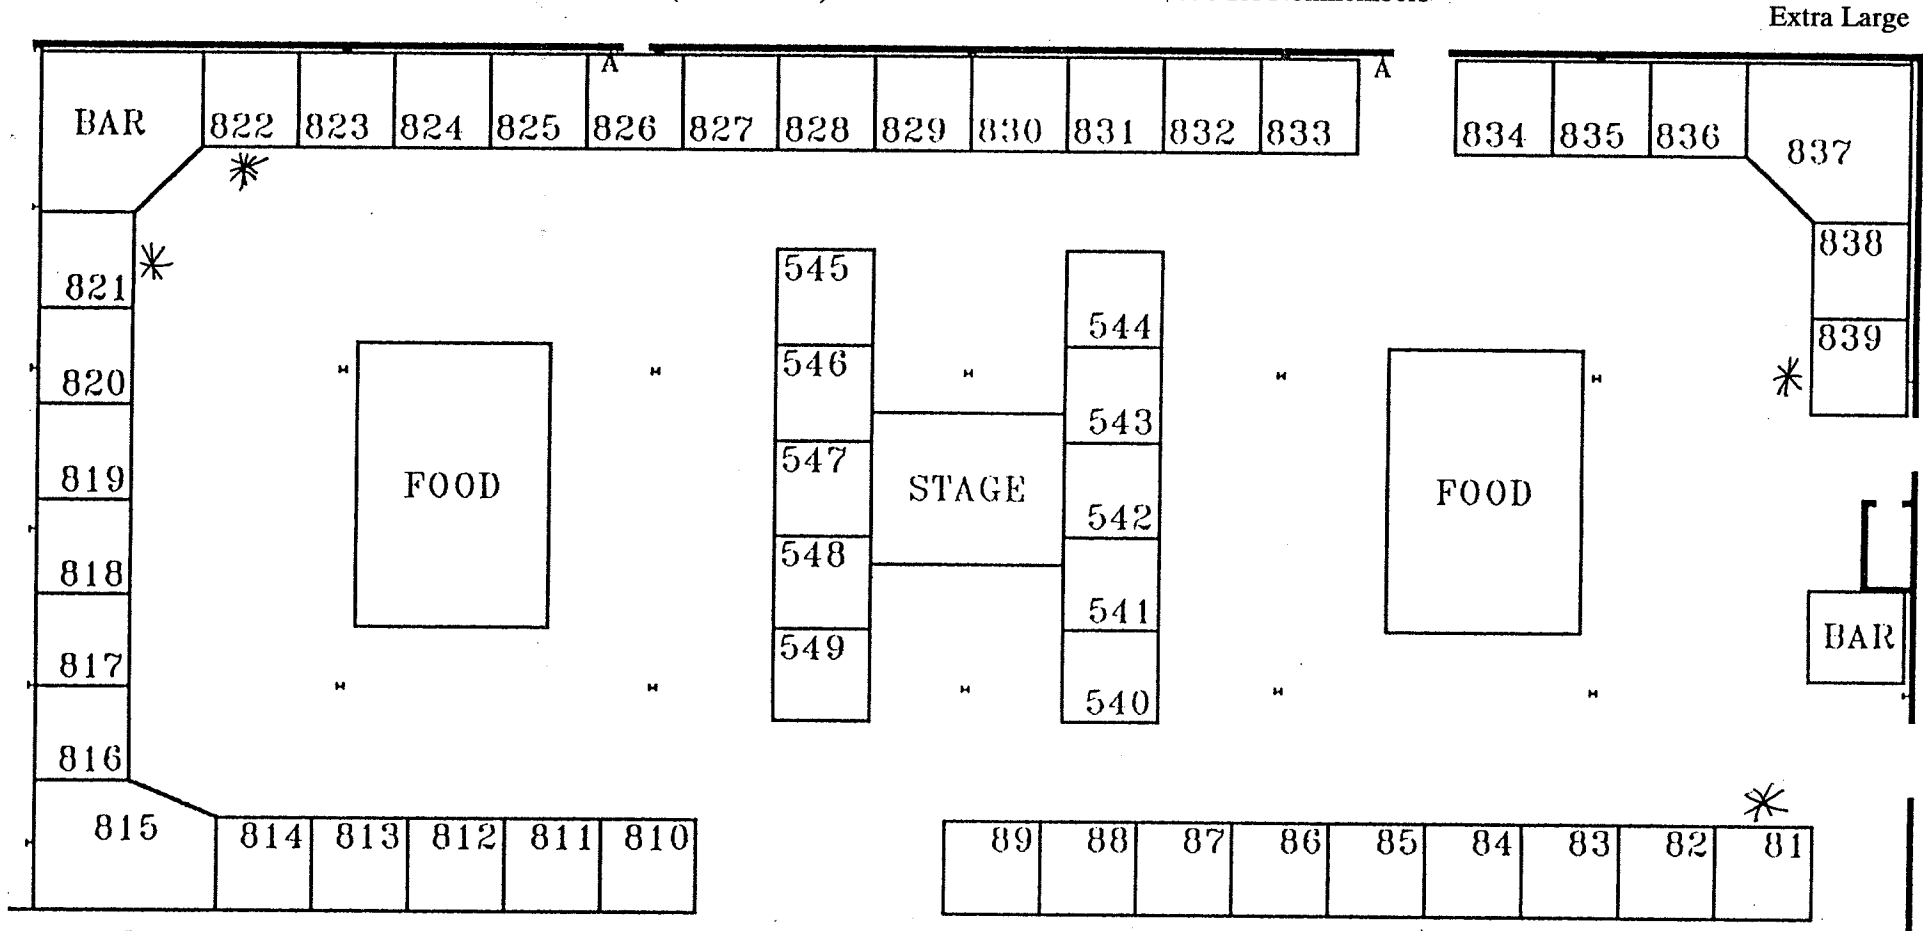 Extra Large
A A
BAR 822 823 824 825 826 827 828 829 830 831 832 833 834 835 836 837
821 545 544 838
820 546 543 839
819 FOOD 547 STAGE 542 FOOD
818 548 541
817 549 540 BAR
816
815 814 813 812 811 810 89 88 87 86 85 84 83 82 81